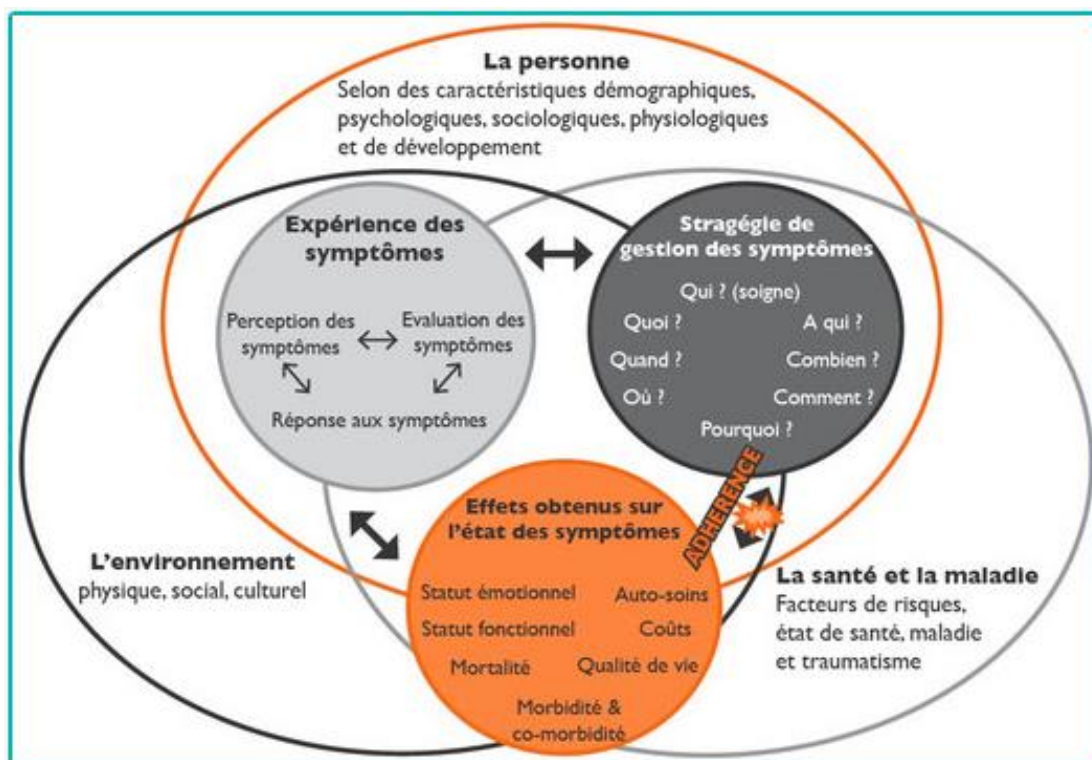 La personne
Selon des caractéristiques démographiques,
psychologiques, sociologiques, physiologiques
et de développement
Expérience des
symptômes
Perception des
symptômes
Evaluation des
symptômes
Réponse aux symptômes
Stragégie de
gestion des symptômes
Qui ? (soigne)
Quoi ?
A qui ?
Quand ?
Combien ?
Où ?
Comment ?
Pourquoi ?
ADHERENCE
Effets obtenus sur
l'état des symptômes
Statut émotionnel
Auto-soins
Statut fonctionnel
Coûts
Mortalité
Qualité de vie
Morbidité &
co-morbidité
L'environnement
physique, social, culturel
La santé et la maladie
Facteurs de risques,
état de santé, maladie
et traumatisme